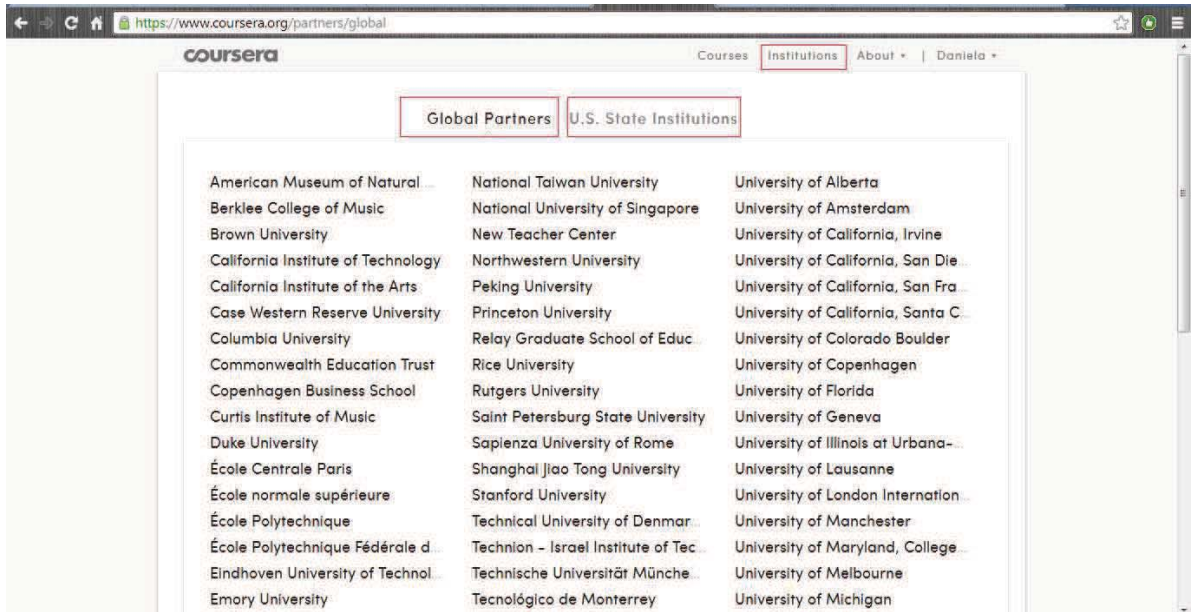 https://www.coursera.org/partners/global
coursera
Courses Institutions About | Daniela
Global Partners U.S. State Institutions
American Museum of Natural ...
Berklee College of Music
Brown University
California Institute of Technology
California Institute of the Arts
Case Western Reserve University
Columbia University
Commonwealth Education Trust
Copenhagen Business School
Curtis Institute of Music
Duke University
École Centrale Paris
École normale supérieure
École Polytechnique
École Polytechnique Fédérale d...
Eindhoven University of Technol...
Emory University
National Taiwan University
National University of Singapore
New Teacher Center
Northwestern University
Peking University
Princeton University
Relay Graduate School of Educ...
Rice University
Rutgers University
Saint Petersburg State University
Sapienza University of Rome
Shanghai Jiao Tong University
Stanford University
Technical University of Denmar...
Technion - Israel Institute of Tec...
Technische Universität Münche...
Tecnológico de Monterrey
University of Alberta
University of Amsterdam
University of California, Irvine
University of California, San Die...
University of California, San Fra...
University of California, Santa C...
University of Colorado Boulder
University of Copenhagen
University of Florida
University of Geneva
University of Illinois at Urbana-...
University of Lausanne
University of London Internation...
University of Manchester
University of Maryland, College...
University of Melbourne
University of Michigan